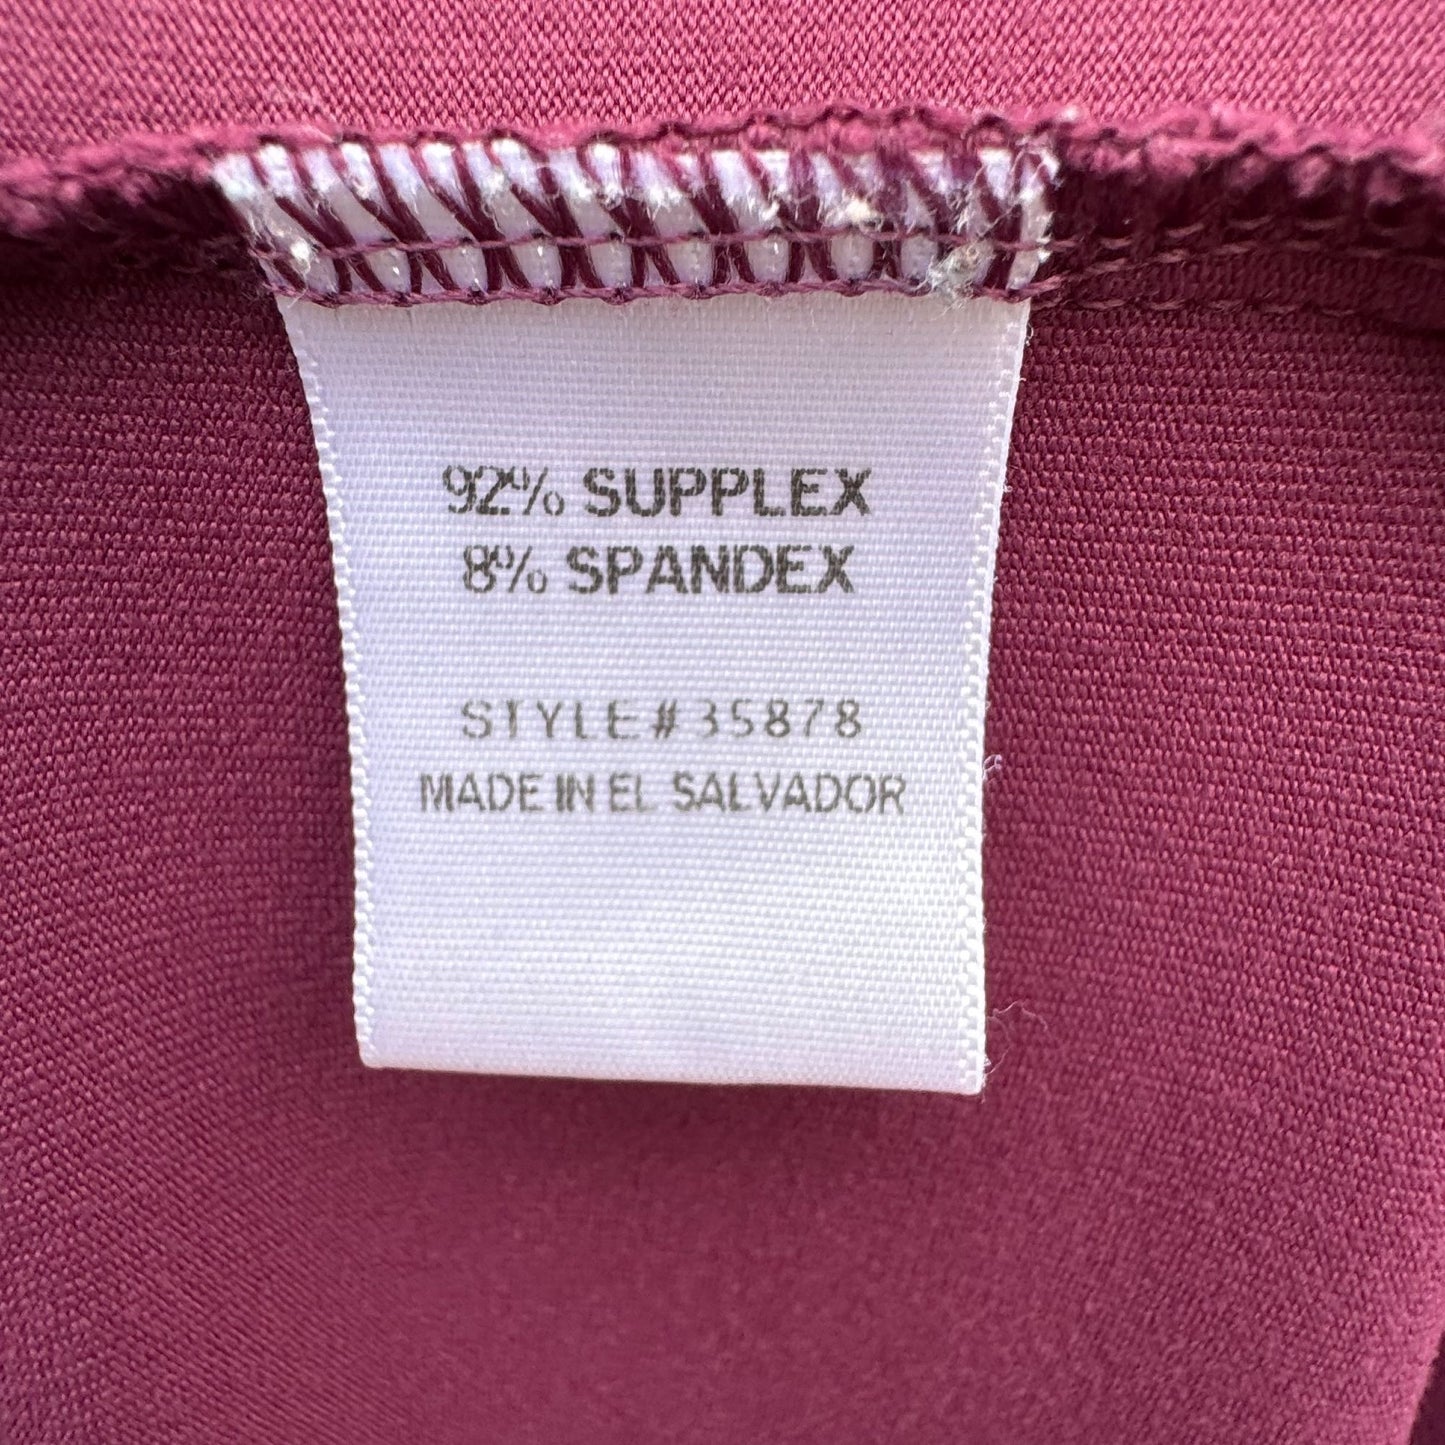 92% SUPPLEX
8% SPANDEX
STYLE#35878
MADE IN EL SALVADOR